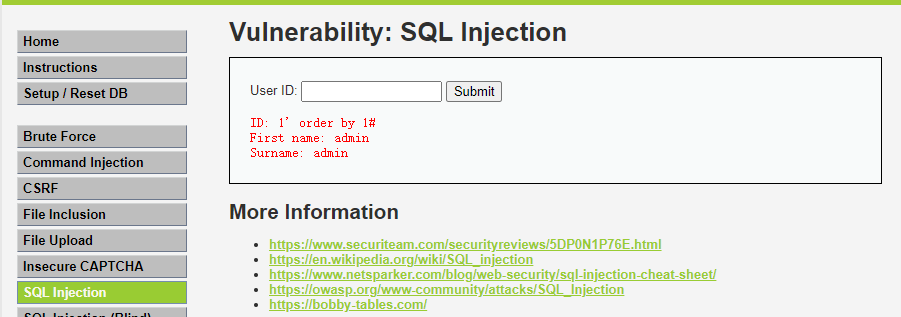 Home
Instructions
Setup / Reset DB
Brute Force
Command Injection
CSRF
File Inclusion
File Upload
Insecure CAPTCHA
SQL Injection
SQL Injection (Blind)
Vulnerability: SQL Injection
User ID: Submit
ID: 1' order by 1#
First name: admin
Surname: admin
More Information
https://www.securiteam.com/securityreviews/5DP0N1P76E.html
https://en.wikipedia.org/wiki/SQL_injection
https://www.netsparker.com/blog/web-security/sql-injection-cheat-sheet/
https://owasp.org/www-community/attacks/SQL_Injection
https://bobby-tables.com/